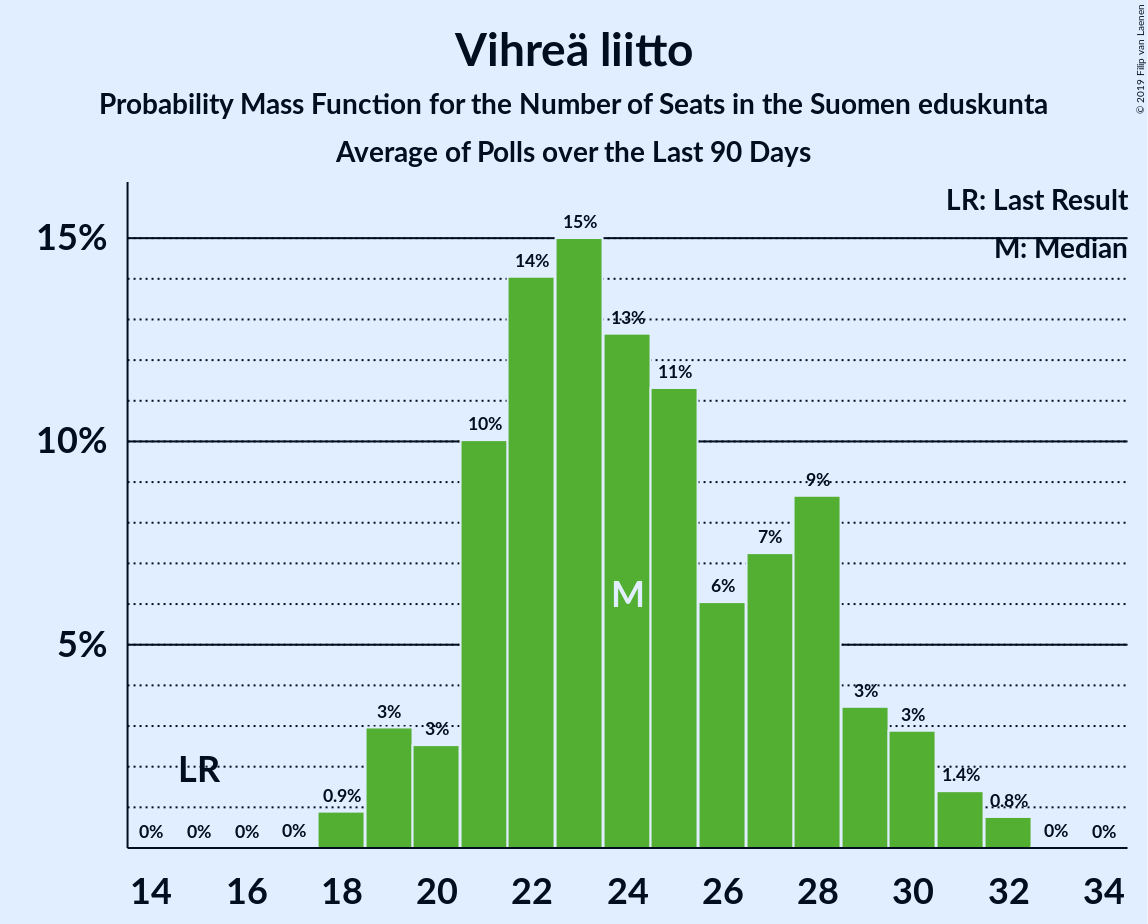 Vihreä liitto
Probability Mass Function for the Number of Seats in the Suomen eduskunta
Average of Polls over the Last 90 Days
© 2019 Filip van Laenen
LR: Last Result
M: Median
15%
10%
5%
0%
0%
0%
0%
0.9%
3%
3%
10%
14%
15%
13%
11%
6%
7%
9%
3%
3%
1.4%
0.8%
0%
0%
LR
M
14 16 18 20 22 24 26 28 30 32 34